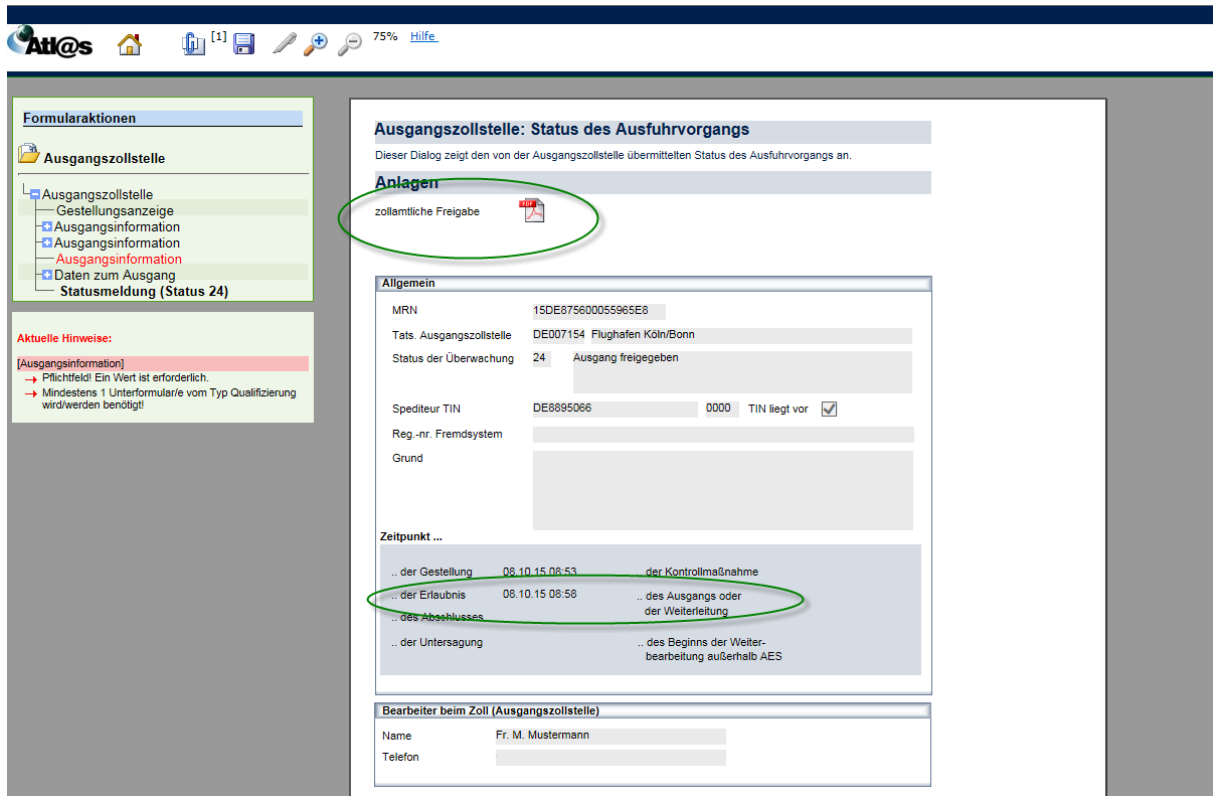 Atl@s [1] 75% Hilfe
Formularaktionen
Ausgangszollstelle
Ausgangszollstelle
Gestellungsanzeige
Ausgangsinformation
Ausgangsinformation
Ausgangsinformation
Daten zum Ausgang
Statusmeldung (Status 24)
Aktuelle Hinweise:
[Ausgangsinformation]
Pflichtfeld! Ein Wert ist erforderlich.
Mindestens 1 Unterformular/e vom Typ Qualifizierung
wird/werden benötigt!
Ausgangszollstelle: Status des Ausfuhrvorgangs
Dieser Dialog zeigt den von der Ausgangszollstelle übermittelten Status des Ausfuhrvorgangs an.
Anlagen
zollamtliche Freigabe PDF
Allgemein
MRN 15DE875600055965E8
Tats. Ausgangszollstelle DE007154 Flughafen Köln/Bonn
Status der Überwachung 24 Ausgang freigegeben
Spediteur TIN DE8895066 0000 TIN liegt vor
Reg.-nr. Fremdsystem
Grund
Zeitpunkt ...
.. der Gestellung 08.10.15 08:53 .. der Kontrollmaßnahme
.. der Erlaubnis 08.10.15 08:58 .. des Ausgangs oder
der Weiterleitung
.. des Abschlusses
.. der Untersagung .. des Beginns der Weiter-
bearbeitung außerhalb AES
Bearbeiter beim Zoll (Ausgangszollstelle)
Name Fr. M. Mustermann
Telefon